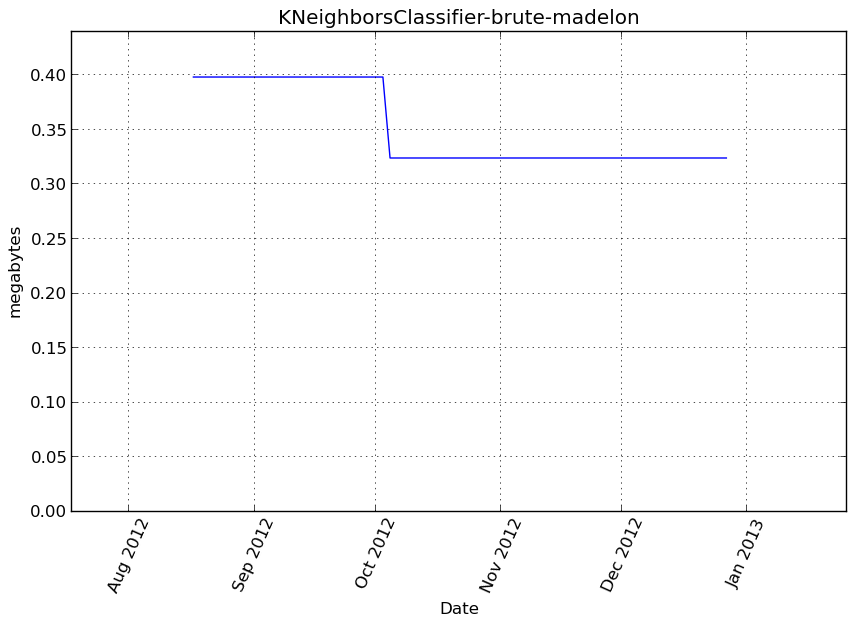 KNeighborsClassifier-brute-madelon
0.40
0.35
0.30
0.25
0.20
0.15
0.10
0.05
0.00
megabytes
Aug 2012
Sep 2012
Oct 2012
Nov 2012
Dec 2012
Jan 2013
Date